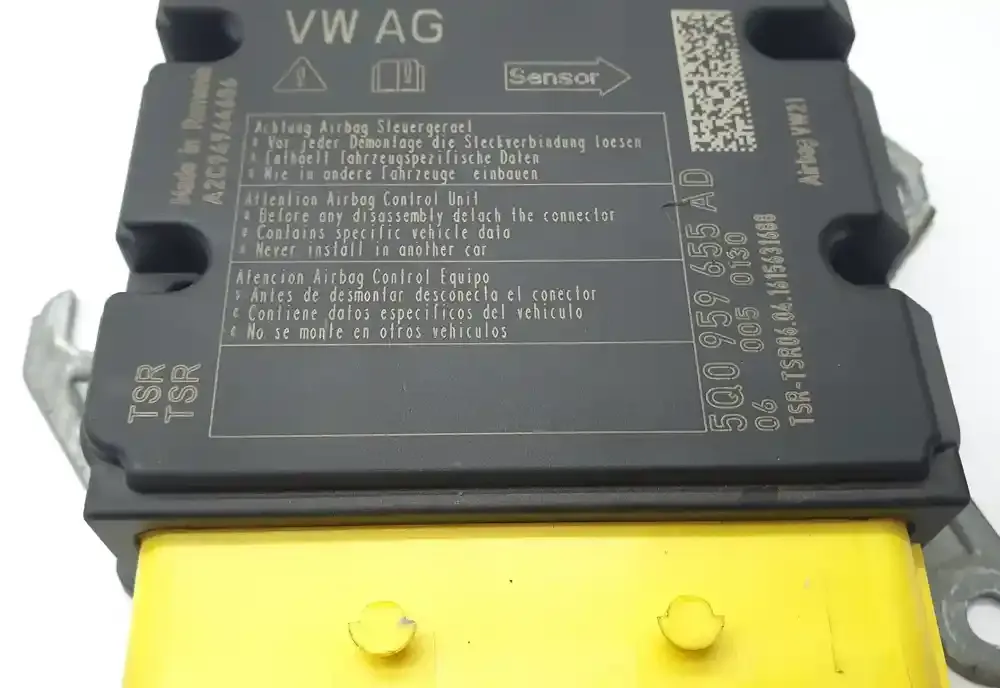 VW AG
Sensor
Made in Romania
A2C96944686
Achtung Airbag Steuergeraet
* Vor jeder Demontage die Steckverbindung loesen
* Enthaelt fahrzeugspezifische Daten
* Nie in andere Fahrzeuge einbauen
Attention Airbag Control Unit
* Before any disassembly detach the connector
* Contains specific vehicle data
* Never install in another car
Atencion Airbag Control Equipo
* Antes de desmontar desconecta el conector
* Contiene datos especificos del vehiculo
* No se monte en otros vehiculos
TSR
TSR
5Q0 959 655 AD
06 005 0130
TSR-TSR06.04.1615631688
Airbag VW21